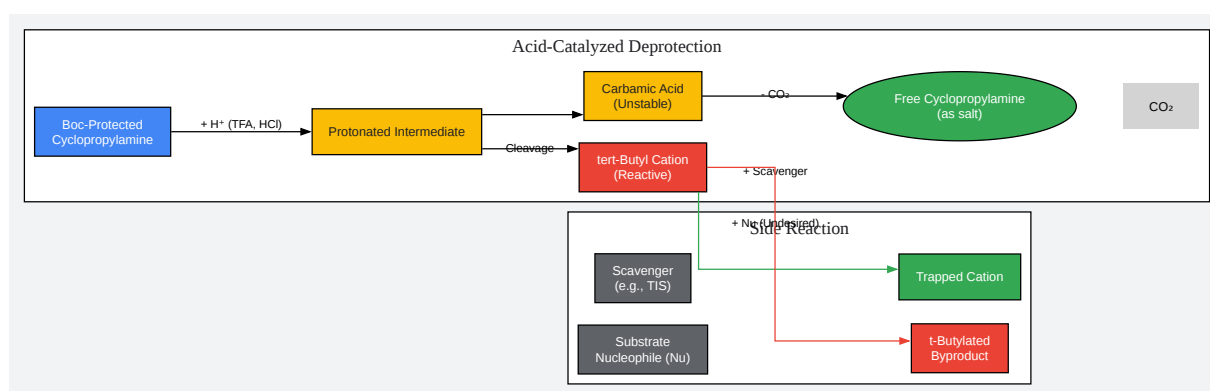 Acid-Catalyzed Deprotection
Boc-Protected
Cyclopropylamine
+ H⁺ (TFA, HCl)
Protonated Intermediate
Cleavage
Carbamic Acid
(Unstable)
- CO₂
Free Cyclopropylamine
(as salt)
CO₂
tert-Butyl Cation
(Reactive)
+ Scavenger
+ Nu (Undesired)
Side Reaction
Scavenger
(e.g., TIS)
Trapped Cation
Substrate
Nucleophile (Nu)
t-Butylated
Byproduct